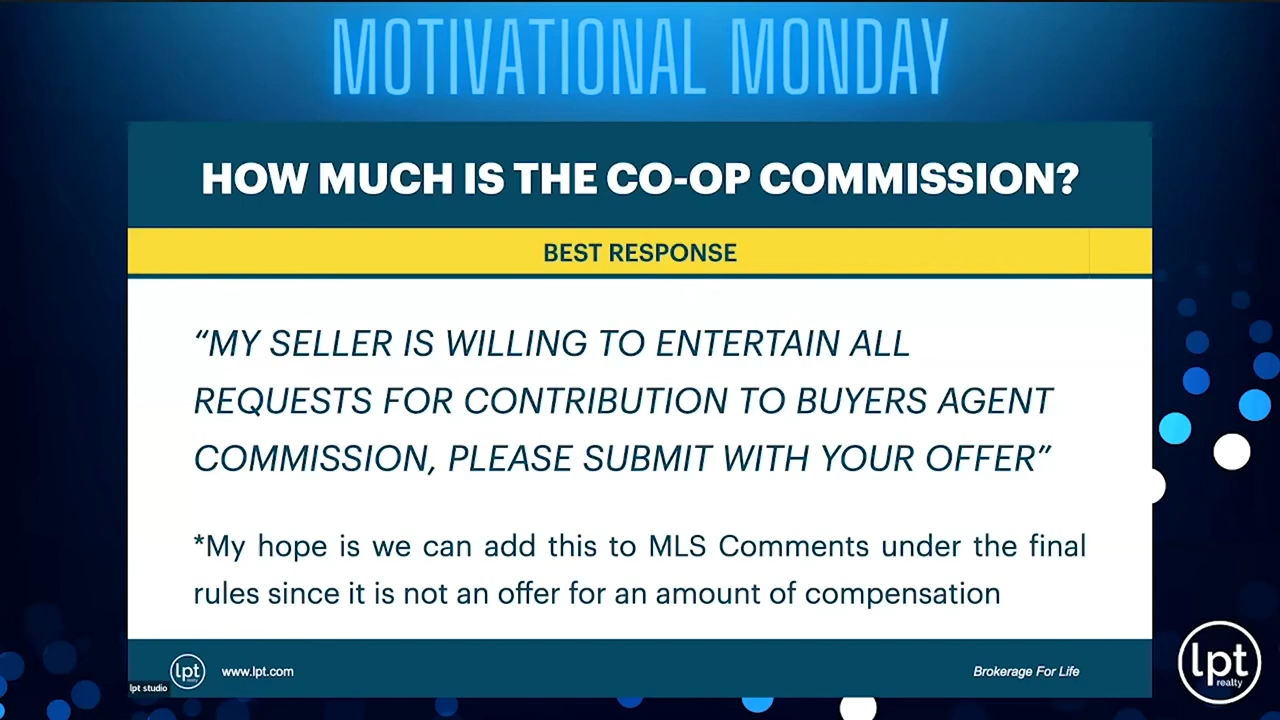 MOTIVATIONAL MONDAY
HOW MUCH IS THE CO-OP COMMISSION?
BEST RESPONSE
“MY SELLER IS WILLING TO ENTERTAIN ALL
REQUESTS FOR CONTRIBUTION TO BUYERS AGENT
COMMISSION, PLEASE SUBMIT WITH YOUR OFFER”
*My hope is we can add this to MLS Comments under the final
rules since it is not an offer for an amount of compensation
lpt www.lpt.com Brokerage For Life
lpt studio
lpt
realty